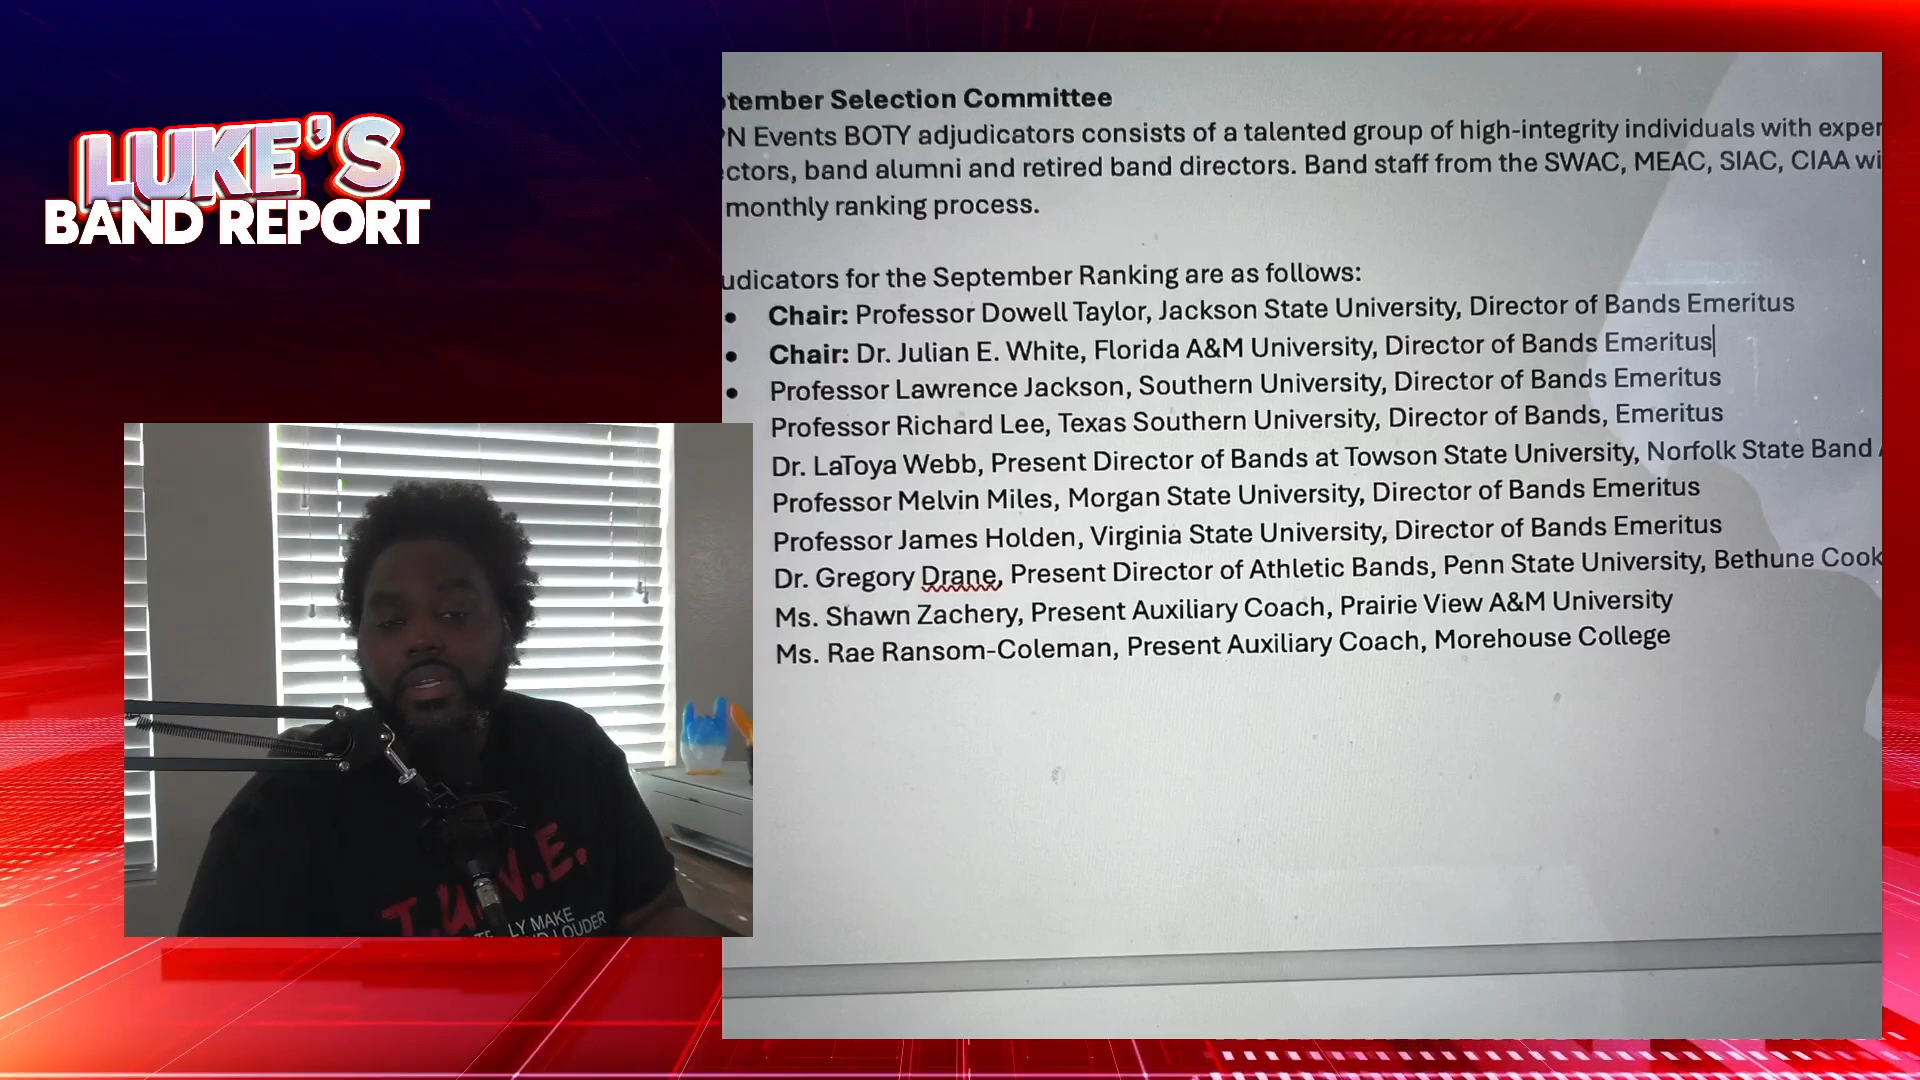 LUKE'S
BAND REPORT
tember Selection Committee
N Events BOTY adjudicators consists of a talented group of high-integrity individuals with exper
ctors, band alumni and retired band directors. Band staff from the SWAC, MEAC, SIAC, CIAA wi
monthly ranking process.
udicators for the September Ranking are as follows:
• Chair: Professor Dowell Taylor, Jackson State University, Director of Bands Emeritus
• Chair: Dr. Julian E. White, Florida A&M University, Director of Bands Emeritus
• Professor Lawrence Jackson, Southern University, Director of Bands Emeritus
Professor Richard Lee, Texas Southern University, Director of Bands, Emeritus
Dr. LaToya Webb, Present Director of Bands at Towson State University, Norfolk State Band
Professor Melvin Miles, Morgan State University, Director of Bands Emeritus
Professor James Holden, Virginia State University, Director of Bands Emeritus
Dr. Gregory Drane, Present Director of Athletic Bands, Penn State University, Bethune Cook
Ms. Shawn Zachery, Present Auxiliary Coach, Prairie View A&M University
Ms. Rae Ransom-Coleman, Present Auxiliary Coach, Morehouse College
T.U.N.E.
LY MAKE
LOUDER